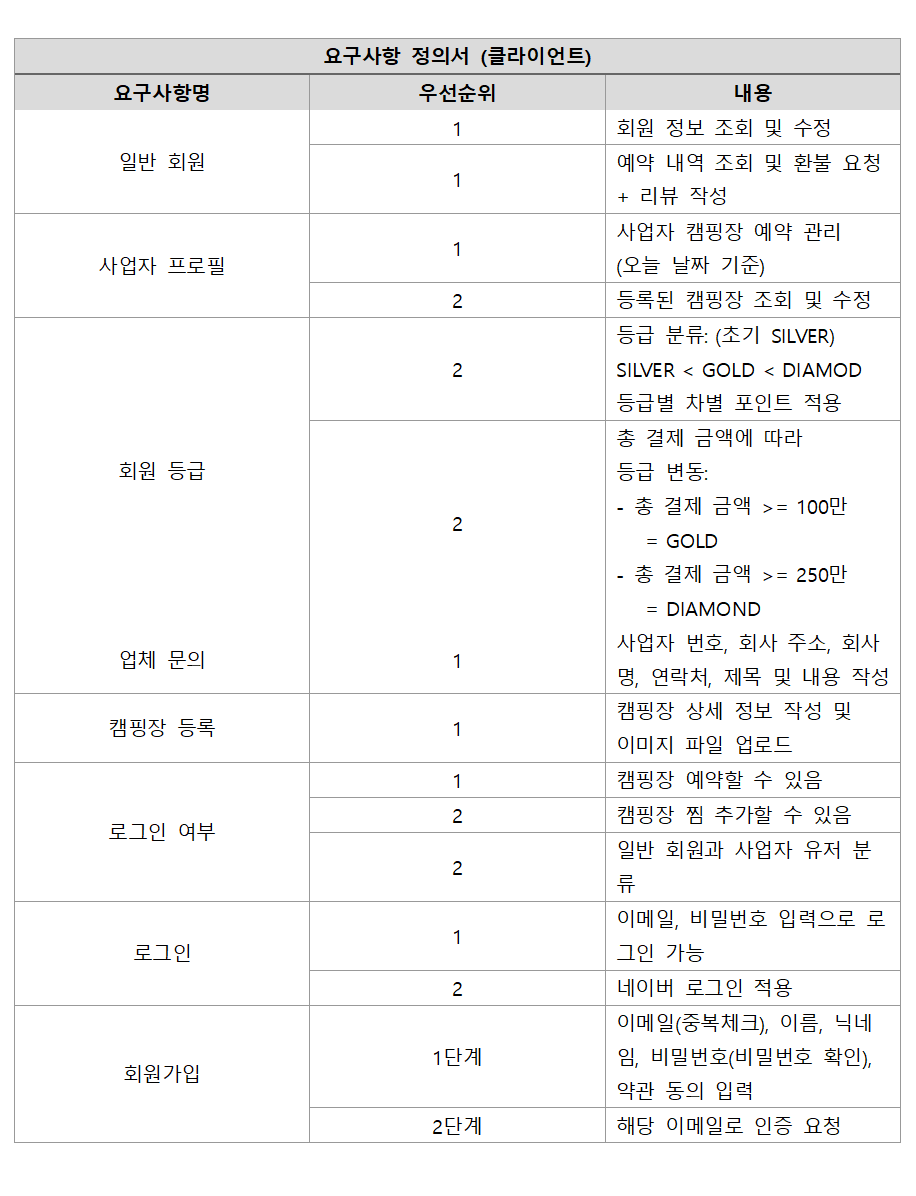 요구사항 정의서 (클라이언트)
요구사항명 우선순위 내용
일반 회원
1 회원 정보 조회 및 수정
1 예약 내역 조회 및 환불 요청
+ 리뷰 작성
사업자 프로필
1 사업자 캠핑장 예약 관리
(오늘 날짜 기준)
2 등록된 캠핑장 조회 및 수정
회원 등급
2 등급 분류: (초기 SILVER)
SILVER < GOLD < DIAMOD
등급별 차별 포인트 적용
2 총 결제 금액에 따라
등급 변동:
- 총 결제 금액 >= 100만
= GOLD
- 총 결제 금액 >= 250만
= DIAMOND
업체 문의 1 사업자 번호, 회사 주소, 회사
명, 연락처, 제목 및 내용 작성
캠핑장 등록 1 캠핑장 상세 정보 작성 및
이미지 파일 업로드
로그인 여부
1 캠핑장 예약할 수 있음
2 캠핑장 찜 추가할 수 있음
2 일반 회원과 사업자 유저 분
류
로그인
1 이메일, 비밀번호 입력으로 로
그인 가능
2 네이버 로그인 적용
회원가입
1단계 이메일(중복체크), 이름, 닉네
임, 비밀번호(비밀번호 확인),
약관 동의 입력
2단계 해당 이메일로 인증 요청